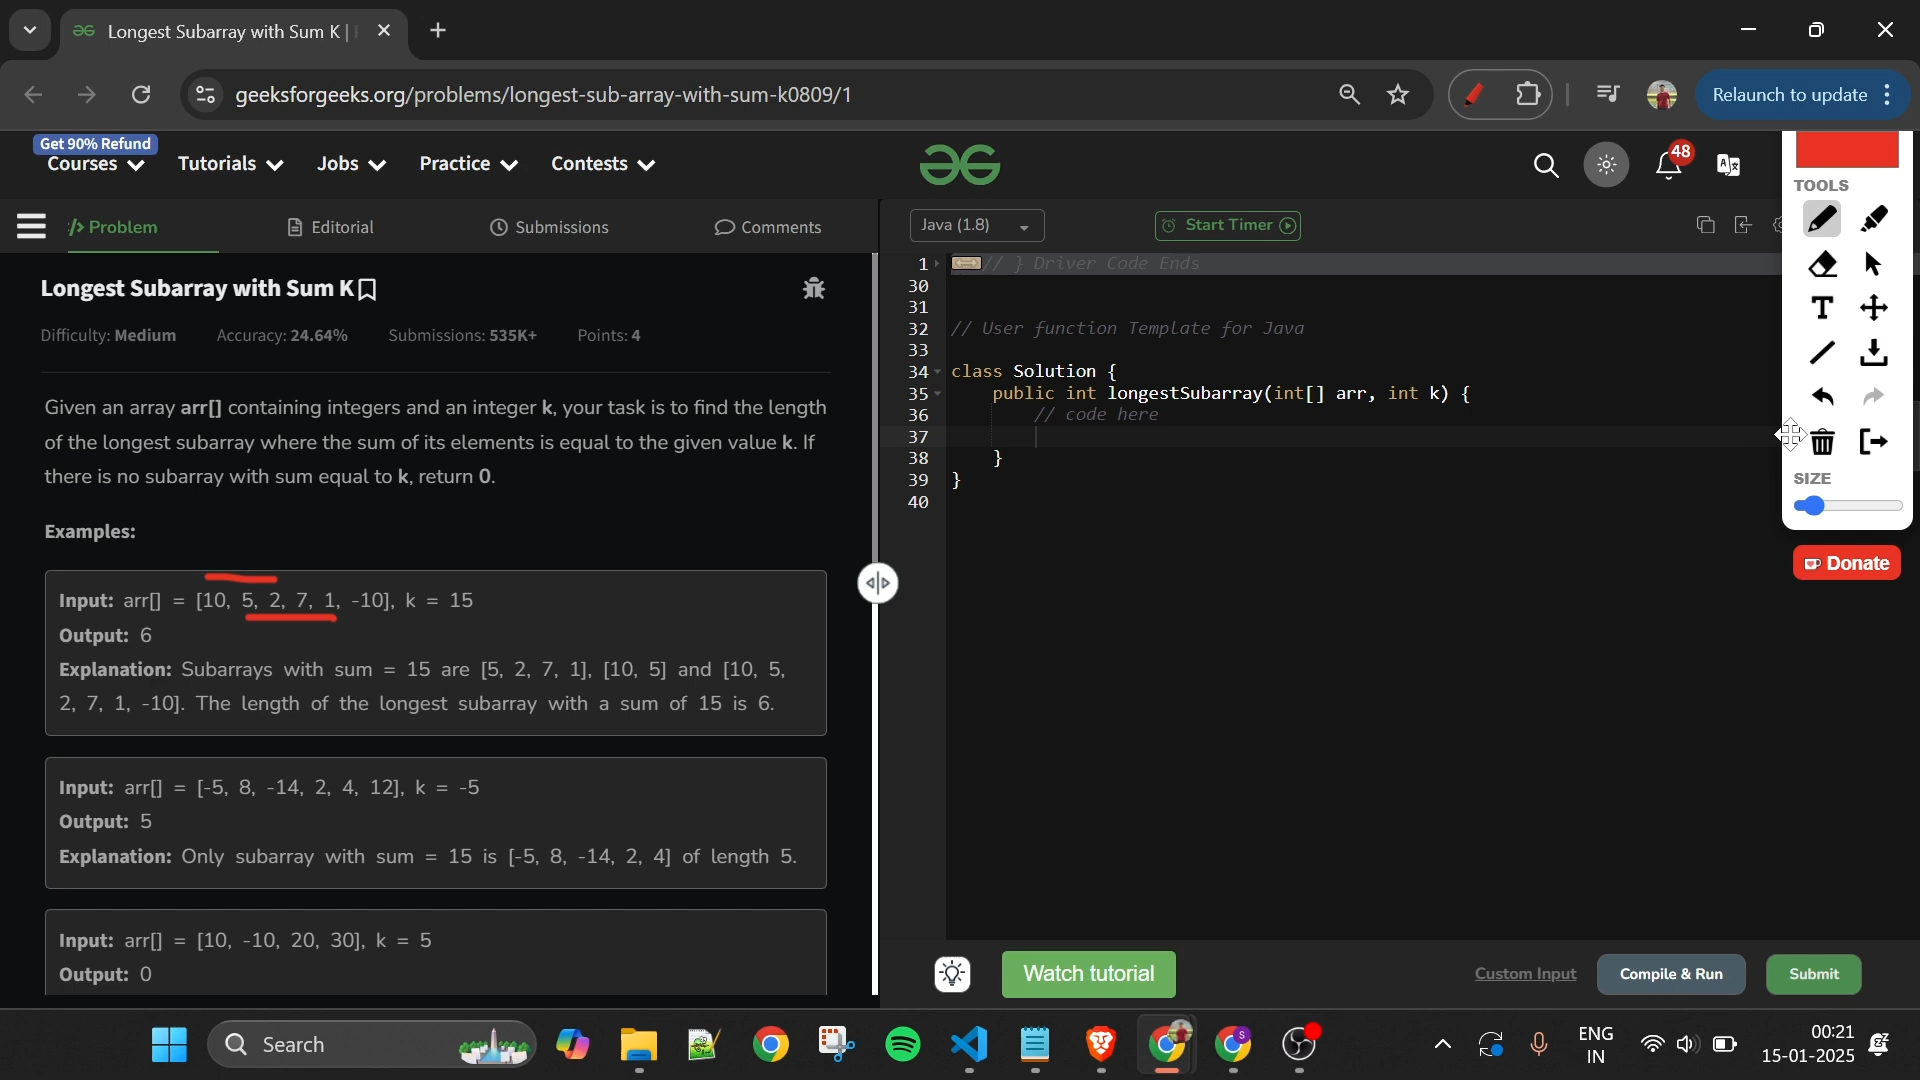 Longest Subarray with Sum K |
geeksforgeeks.org/problems/longest-sub-array-with-sum-k0809/1
Relaunch to update
Get 90% Refund
Courses
Tutorials
Jobs
Practice
Contests
48
TOOLS
</> Problem
Editorial
Submissions
Comments
Java (1.8)
Start Timer
Longest Subarray with Sum K
Difficulty: Medium
Accuracy: 24.64%
Submissions: 535K+
Points: 4
Given an array arr[] containing integers and an integer k, your task is to find the length
of the longest subarray where the sum of its elements is equal to the given value k. If
there is no subarray with sum equal to k, return 0.
Examples:
Input: arr[] = [10, 5, 2, 7, 1, -10], k = 15
Output: 6
Explanation: Subarrays with sum = 15 are [5, 2, 7, 1], [10, 5] and [10, 5,
2, 7, 1, -10]. The length of the longest subarray with a sum of 15 is 6.
Input: arr[] = [-5, 8, -14, 2, 4, 12], k = -5
Output: 5
Explanation: Only subarray with sum = 15 is [-5, 8, -14, 2, 4] of length 5.
Input: arr[] = [10, -10, 20, 30], k = 5
Output: 0
1 // } Driver Code Ends
30
31
32 // User function Template for Java
33
34 class Solution {
35 public int longestSubarray(int[] arr, int k) {
36 // code here
37
38 }
39 }
40
T
SIZE
Donate
Watch tutorial
Custom Input
Compile & Run
Submit
Search
S
ENG
IN
00:21
15-01-2025